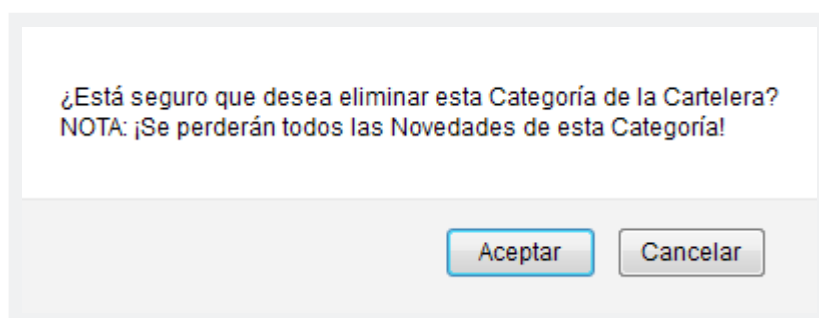 ¿Está seguro que desea eliminar esta Categoría de la Cartelera?
NOTA: ¡Se perderán todos las Novedades de esta Categoría!
Aceptar
Cancelar